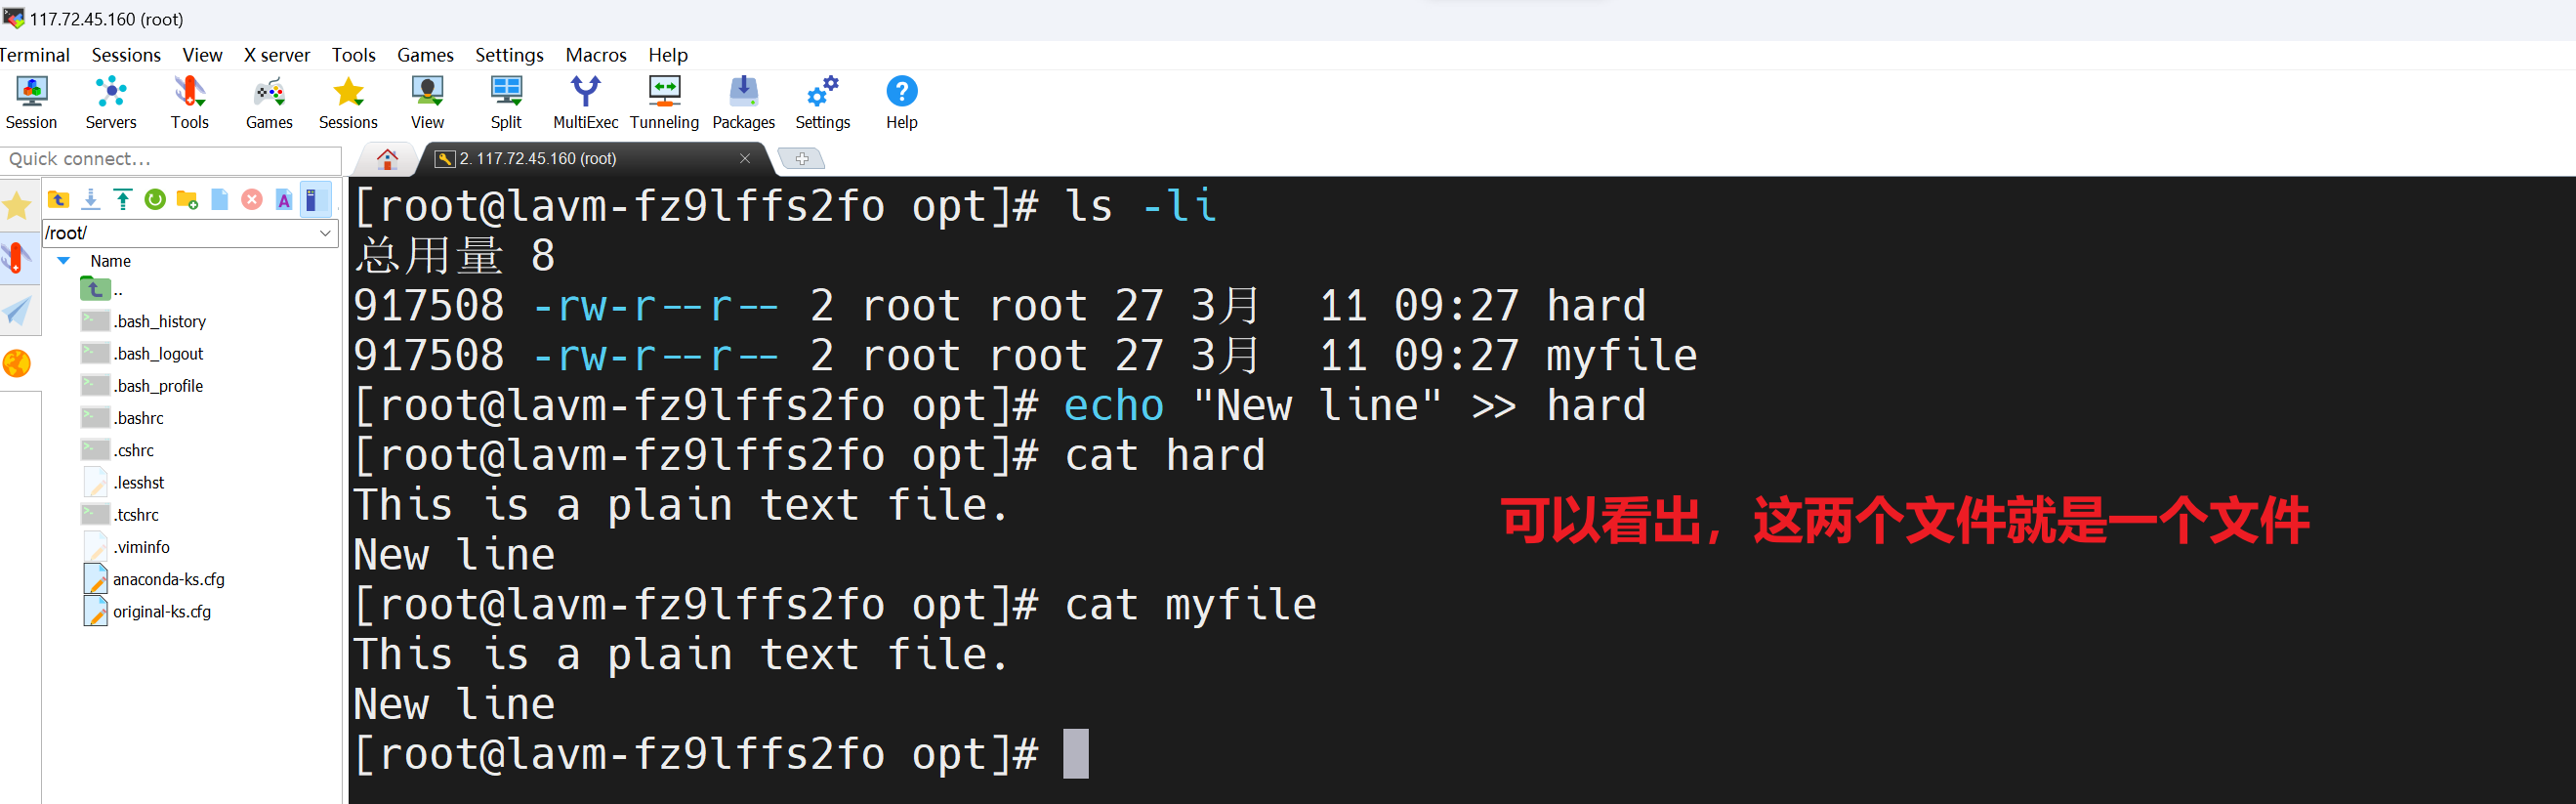 117.72.45.160 (root)
Terminal Sessions View X server Tools Games Settings Macros Help
Session Servers Tools Games Sessions View Split MultiExec Tunneling Packages Settings Help
Quick connect...
2. 117.72.45.160 (root)
/root/
Name
..
.bash_history
.bash_logout
.bash_profile
.bashrc
.cshrc
.lesshst
.tcshrc
.viminfo
anaconda-ks.cfg
original-ks.cfg
[root@lavm-fz9lffs2fo opt]# ls -li
总用量 8
917508 -rw-r--r-- 2 root root 27 3月  11 09:27 hard
917508 -rw-r--r-- 2 root root 27 3月  11 09:27 myfile
[root@lavm-fz9lffs2fo opt]# echo "New line" >> hard
[root@lavm-fz9lffs2fo opt]# cat hard
This is a plain text file.
New line
可以看出，这两个文件就是一个文件
[root@lavm-fz9lffs2fo opt]# cat myfile
This is a plain text file.
New line
[root@lavm-fz9lffs2fo opt]#